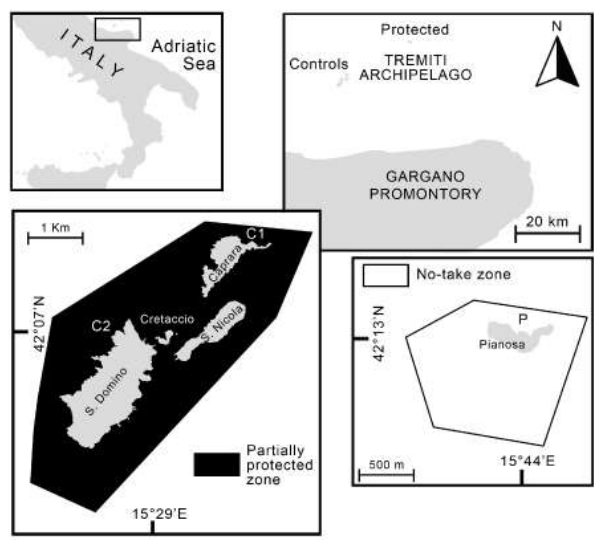 ITALY
Adriatic
Sea
Protected
Controls
TREMITI
ARCHIPELAGO
N
GARGANO
PROMONTORY
20 km
1 Km
C1
Caprara
42°07'N
C2
Cretaccio
S. Nicola
S. Domino
Partially
protected
zone
15°29'E
No-take zone
P
Pianosa
42°13'N
500 m
15°44'E